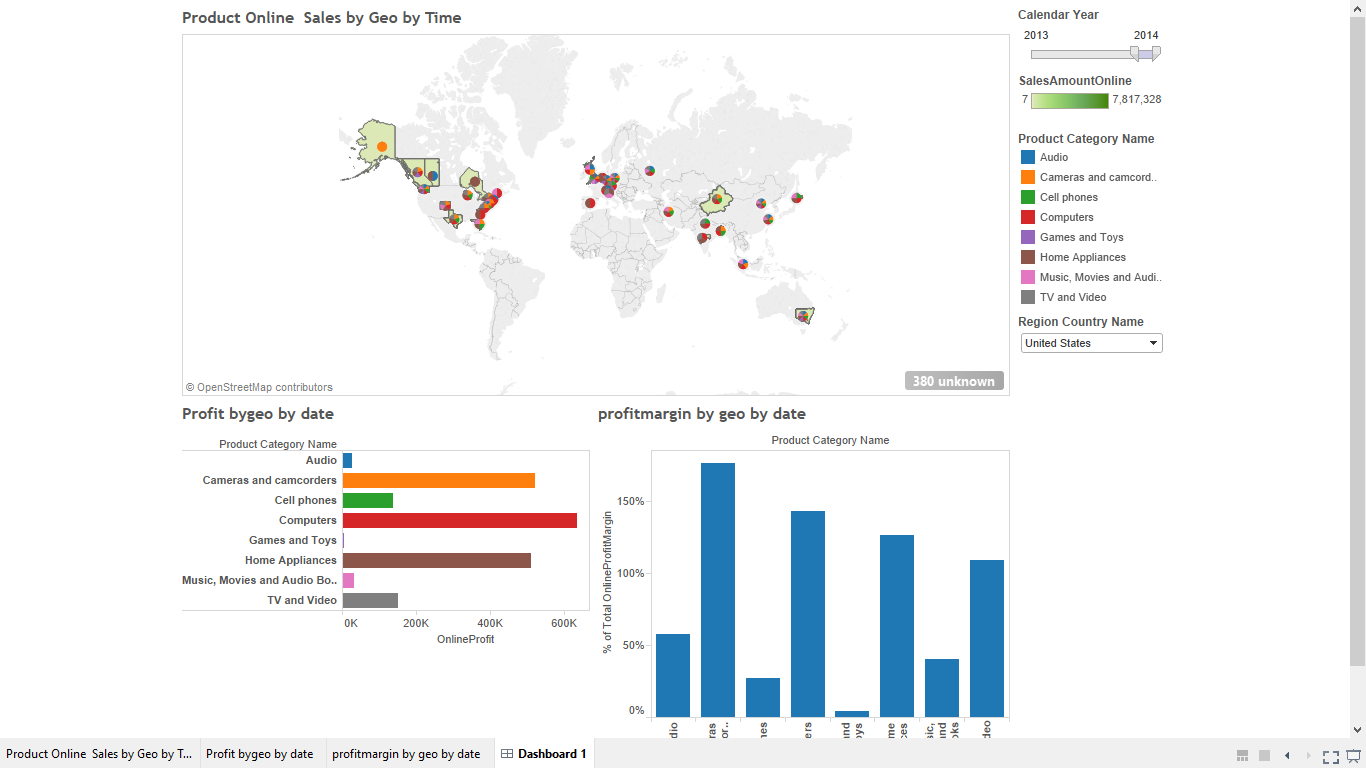 Product Online  Sales by Geo by Time
Calendar Year
2013
2014
SalesAmountOnline
7
7,817,328
Product Category Name
Audio
Cameras and camcord..
Cell phones
Computers
Games and Toys
Home Appliances
Music, Movies and Audi..
TV and Video
Region Country Name
United States
© OpenStreetMap contributors
380 unknown
Profit bygeo by date
Product Category Name
Audio
Cameras and camcorders
Cell phones
Computers
Games and Toys
Home Appliances
Music, Movies and Audio Bo..
TV and Video
0K
200K
400K
600K
OnlineProfit
profitmargin by geo by date
Product Category Name
% of Total OnlineProfitMargin
150%
100%
50%
0%
dio
ras
or..
nes
ers
and
oys
me
ces
sic,
and
oks
ideo
Product Online  Sales by Geo by T...
Profit bygeo by date
profitmargin by geo by date
Dashboard 1